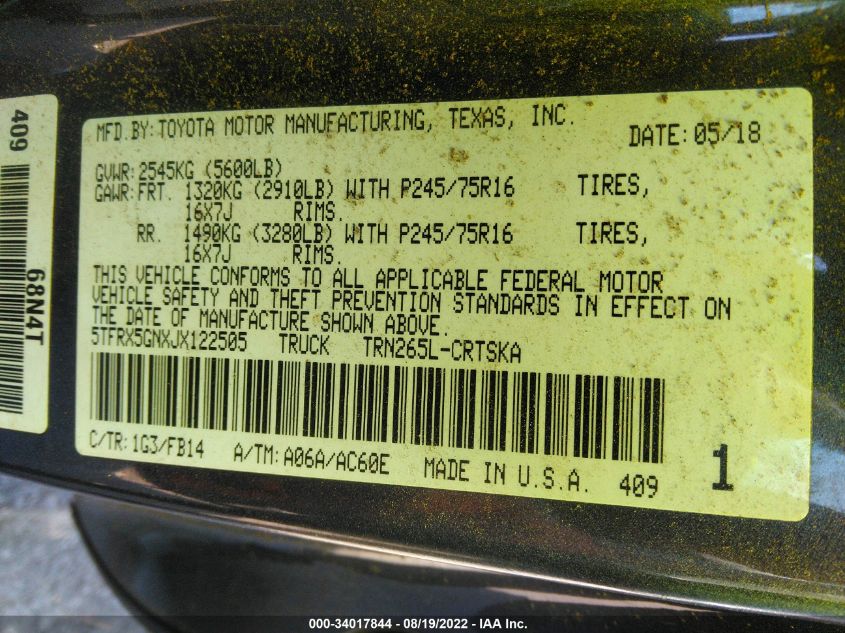 MFD.BY:TOYOTA MOTOR MANUFACTURING, TEXAS, INC.
DATE:05/18
GVWR:2545KG (5600LB)
GAWR:FRT. 1320KG (2910LB) WITH P245/75R16 TIRES,
16X7J RIMS.
RR. 1490KG (3280LB) WITH P245/75R16 TIRES,
16X7J RIMS.
THIS VEHICLE CONFORMS TO ALL APPLICABLE FEDERAL MOTOR
VEHICLE SAFETY AND THEFT PREVENTION STANDARDS IN EFFECT ON
THE DATE OF MANUFACTURE SHOWN ABOVE.
5TFRX5GNXJX122505 TRUCK TRN265L-CRTSKA
C/TR:1G3/FB14 A/TM:A06A/AC60E MADE IN U.S.A. 409 1
409
68N4T
000-34017844 - 08/19/2022 - IAA Inc.